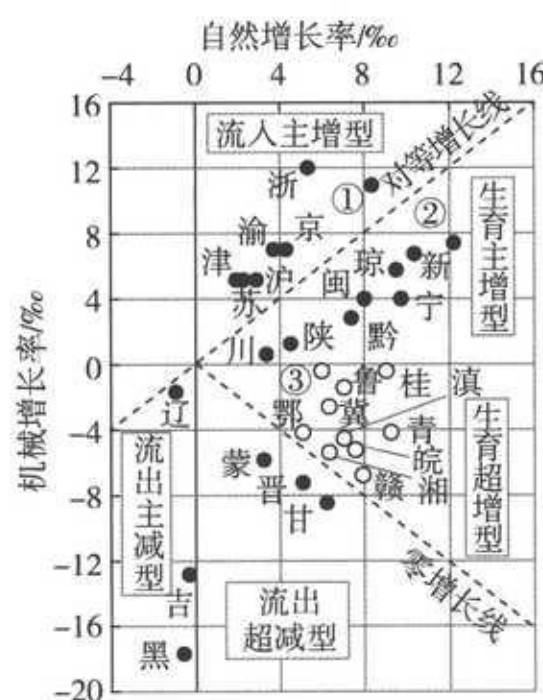 自然增长率/‰
-4 0 4 8 12 16
16
12
8
4
0
-4
-8
-12
-16
-20
机械增长率/‰
流入主增型
对等增长线
生育主增型
浙
①
②
渝 京
津
沪
苏
琼 新
闽
宁
川
陕 黔
③
鲁 桂 滇
鄂 冀
青
皖
湘
赣
生育超增型
辽
蒙
晋
甘
流出主减型
吉
流出
超减型
零增长线
黑